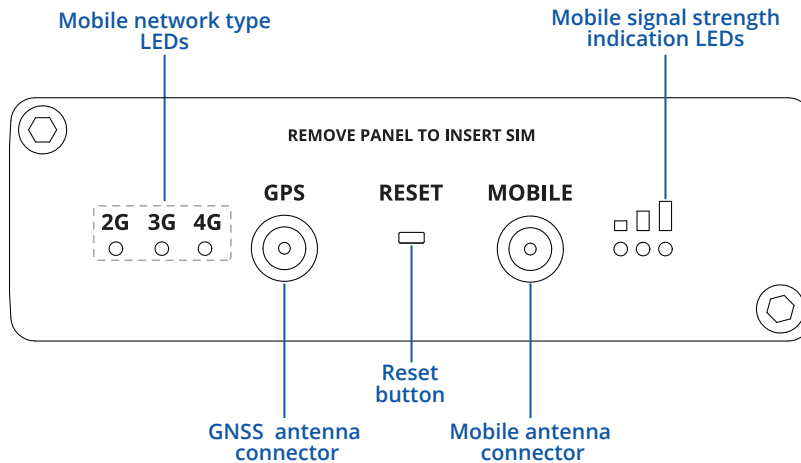 Mobile network type
LEDs
Mobile signal strength
indication LEDs
REMOVE PANEL TO INSERT SIM
GPS
RESET
MOBILE
2G 3G 4G
Reset
button
GNSS antenna
connector
Mobile antenna
connector